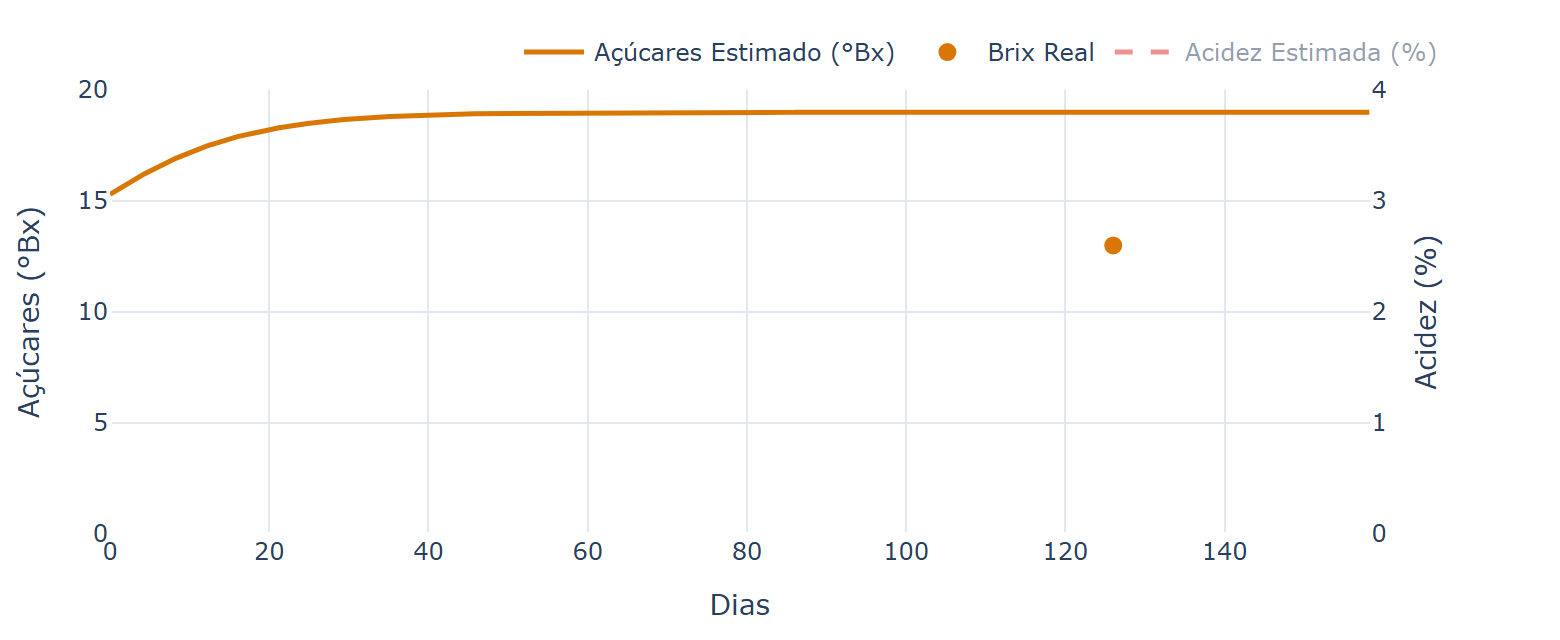 Açúcares Estimado (°Bx) Brix Real Acidez Estimada (%)
20 4
15 3
10 2
5 1
0 0
Açúcares (°Bx)
Acidez (%)
0 20 40 60 80 100 120 140
Dias